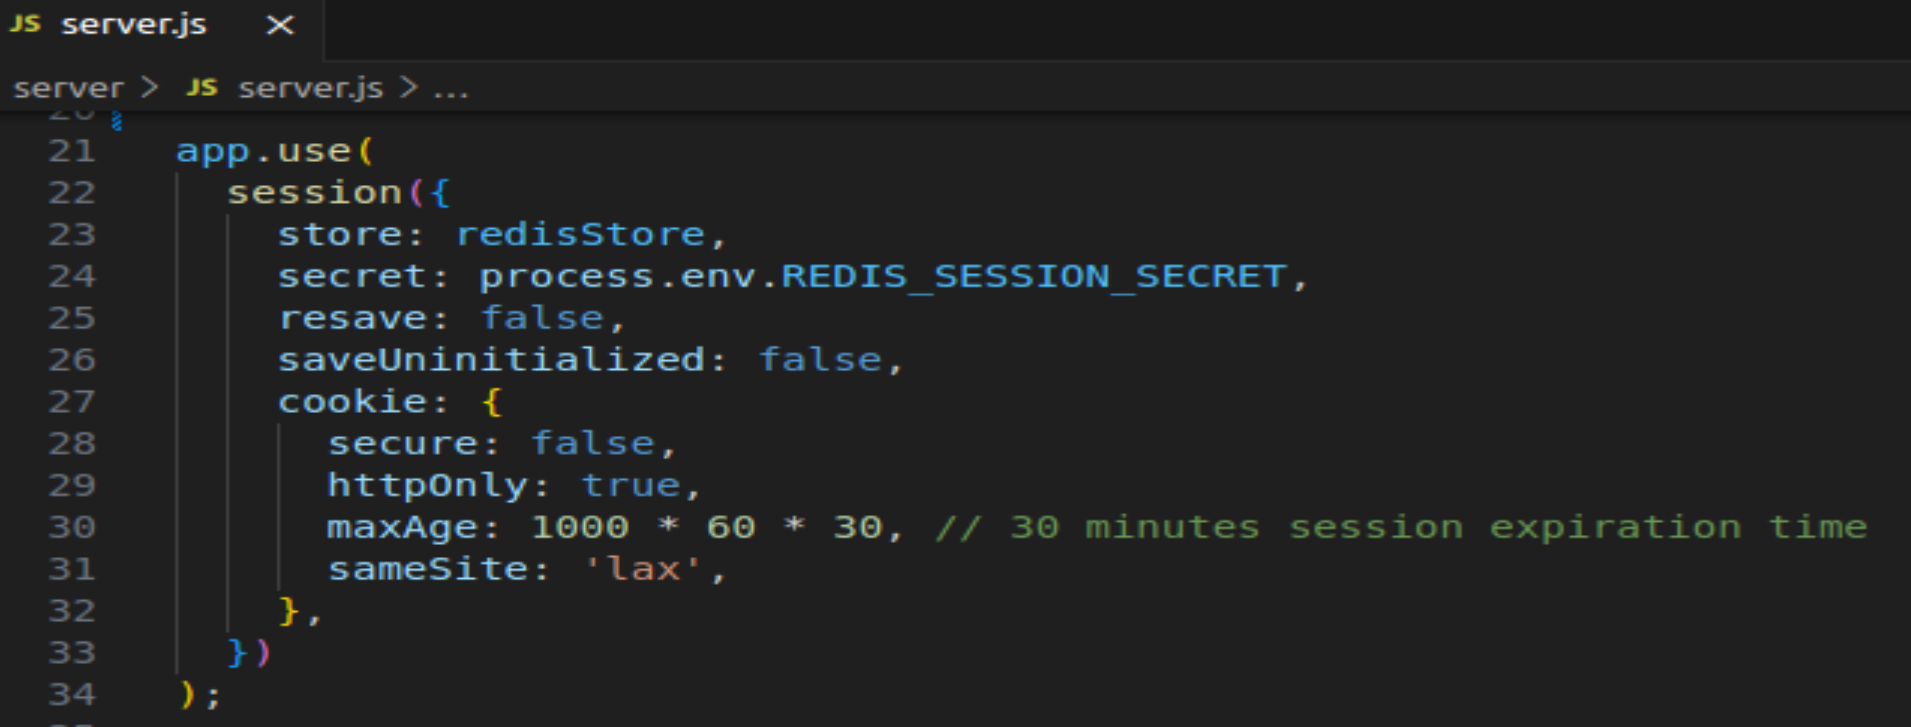 JS server.js ×
server > JS server.js > ...
20
21 app.use(
22 session({
23 store: redisStore,
24 secret: process.env.REDIS_SESSION_SECRET,
25 resave: false,
26 saveUninitialized: false,
27 cookie: {
28 secure: false,
29 httpOnly: true,
30 maxAge: 1000 * 60 * 30, // 30 minutes session expiration time
31 sameSite: 'lax',
32 },
33 })
34 );